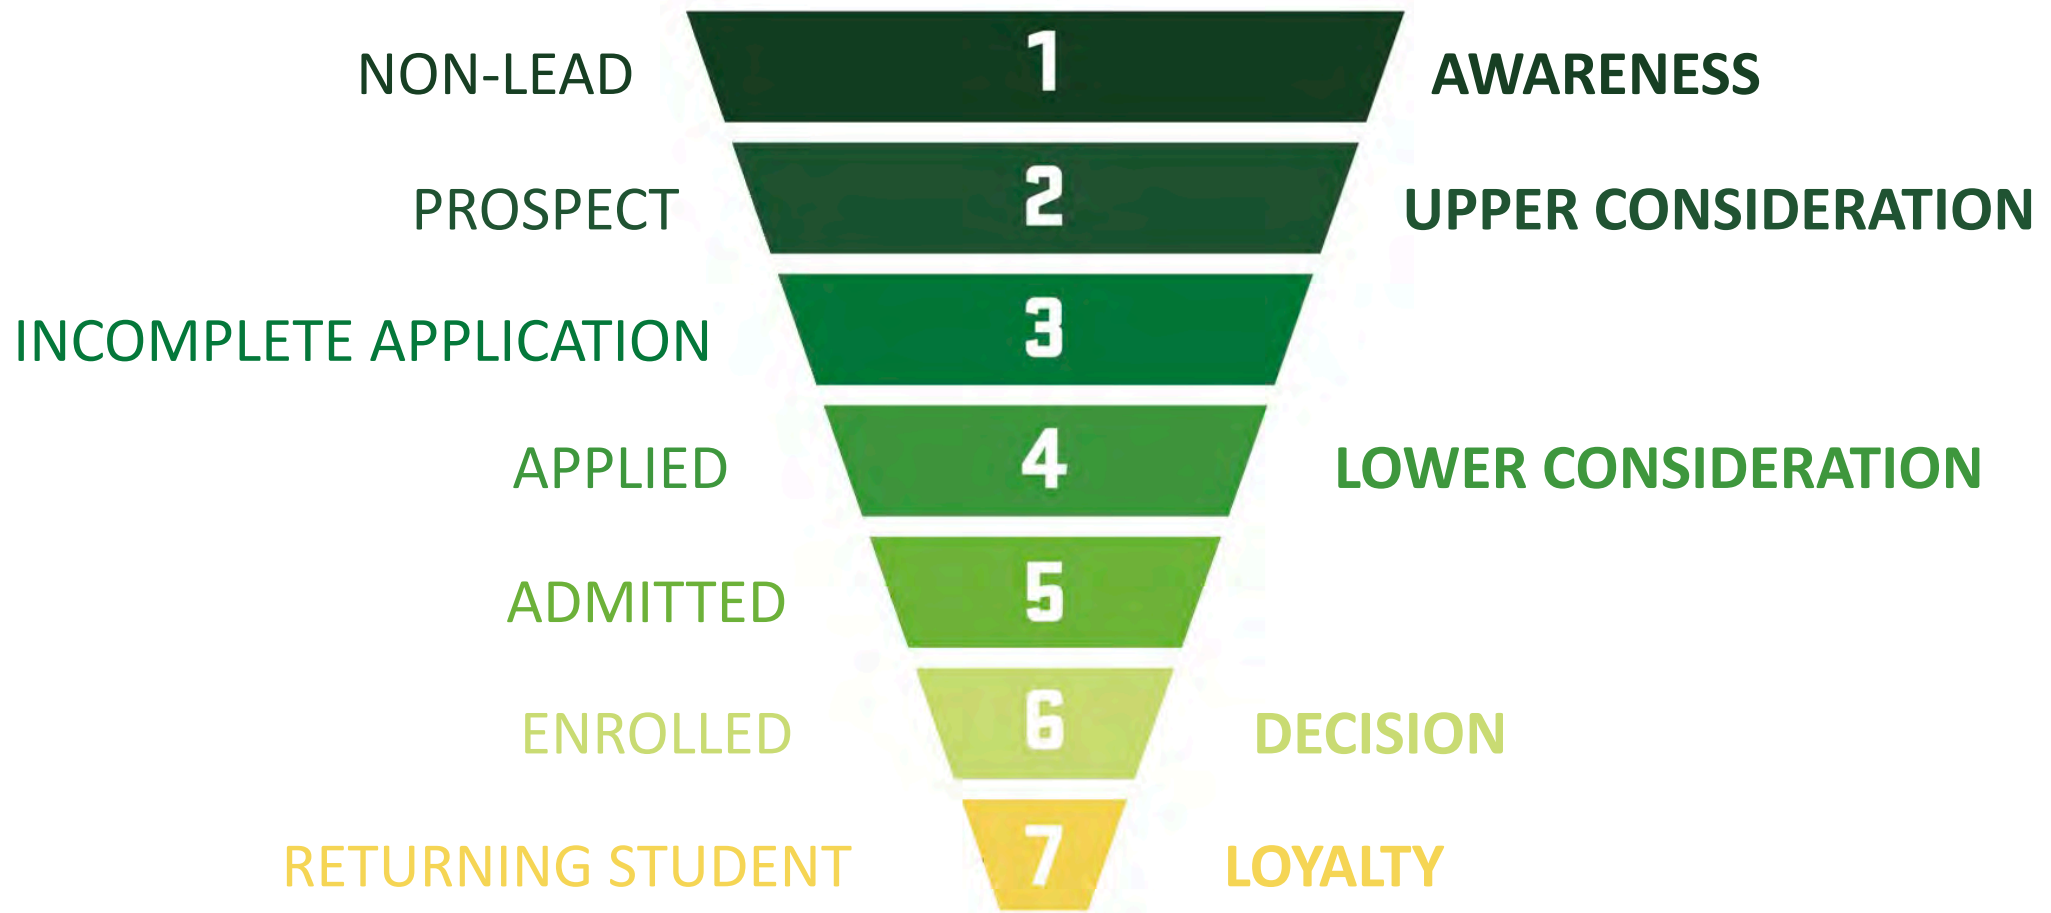 NON-LEAD 1 AWARENESS
PROSPECT 2 UPPER CONSIDERATION
INCOMPLETE APPLICATION 3
APPLIED 4 LOWER CONSIDERATION
ADMITTED 5
ENROLLED 6 DECISION
RETURNING STUDENT 7 LOYALTY